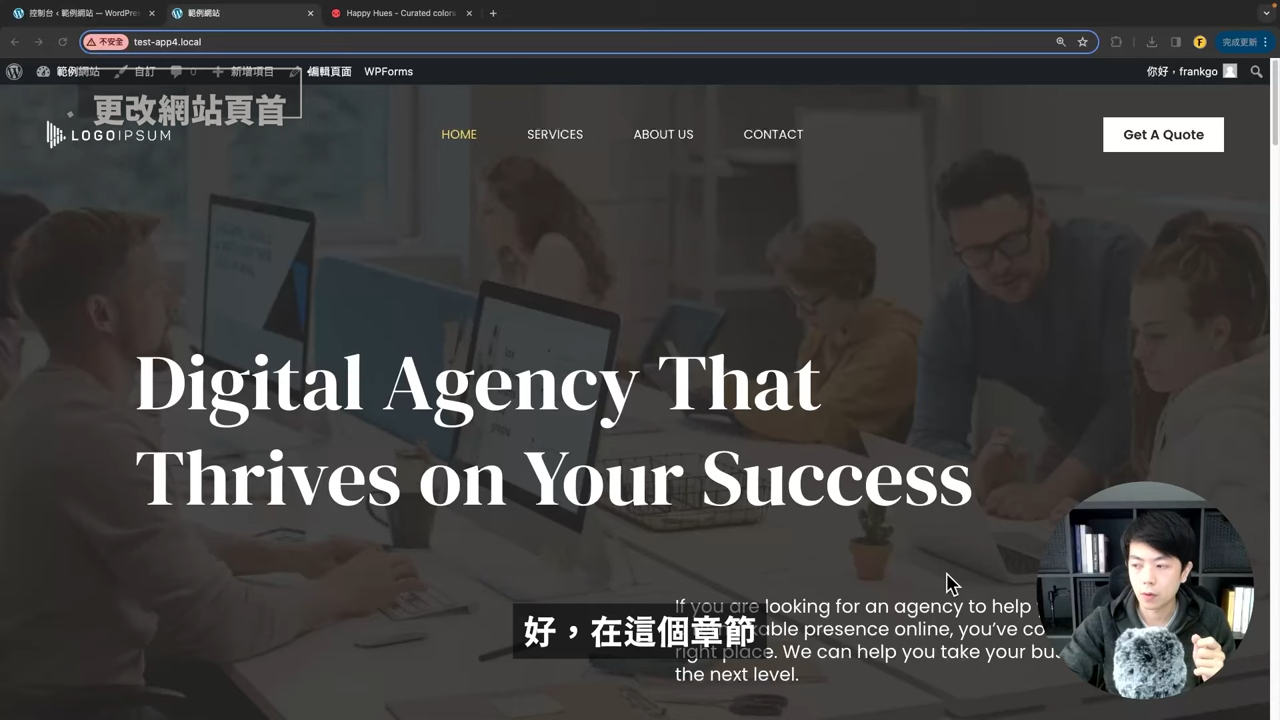 控制台 ‹ 範例網站 — WordPre
範例網站
Happy Hues - Curated colors
不安全
test-app4.local
完成更新
範例網站
自訂
0
新增項目
編輯頁面
WPForms
你好，frankgo
更改網站頁首
LOGOIPSUM
HOME
SERVICES
ABOUT US
CONTACT
Get A Quote
Digital Agency That
Thrives on Your Success
If you are looking for an agency to help
able presence online, you've co
right place. We can help you take your bu
the next level.
好，在這個章節